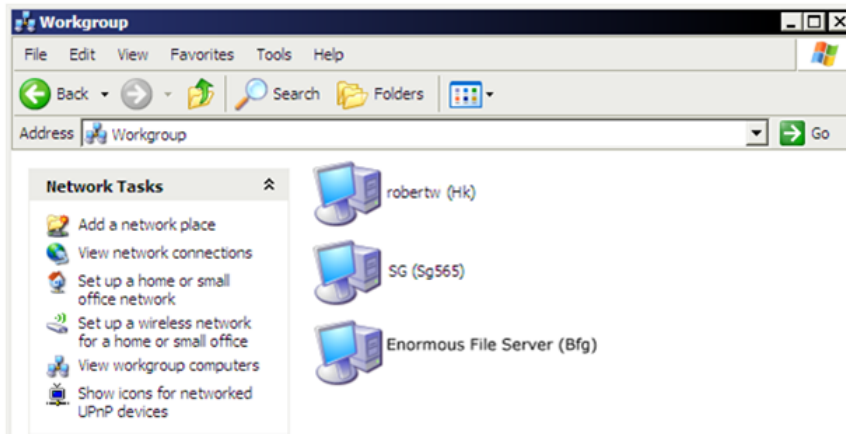 Workgroup
File Edit View Favorites Tools Help
Back Search Folders
Address Workgroup Go
Network Tasks
Add a network place
View network connections
Set up a home or small
office network
Set up a wireless network
for a home or small office
View workgroup computers
Show icons for networked
UPnP devices
robertw (Hk)
SG (Sg565)
Enormous File Server (Bfg)